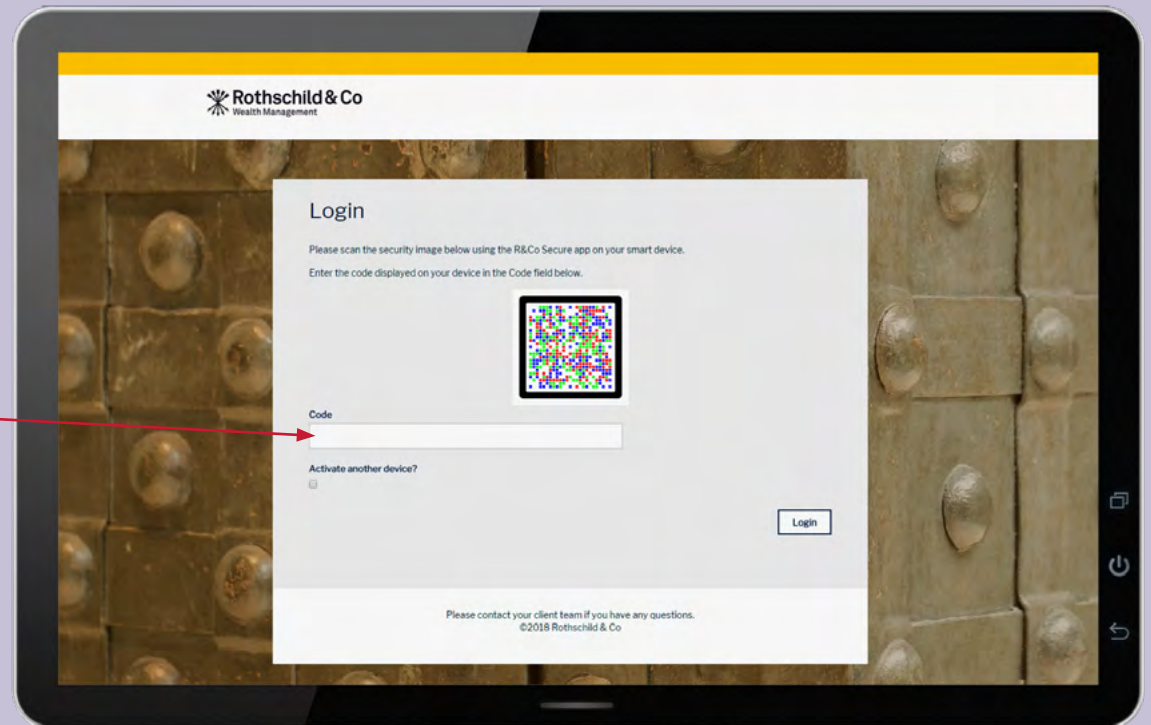 Rothschild & Co
Wealth Management
Login
Please scan the security image below using the R&Co Secure app on your smart device.
Enter the code displayed on your device in the Code field below.
Code
Activate another device?
Login
Please contact your client team if you have any questions.
©2018 Rothschild & Co